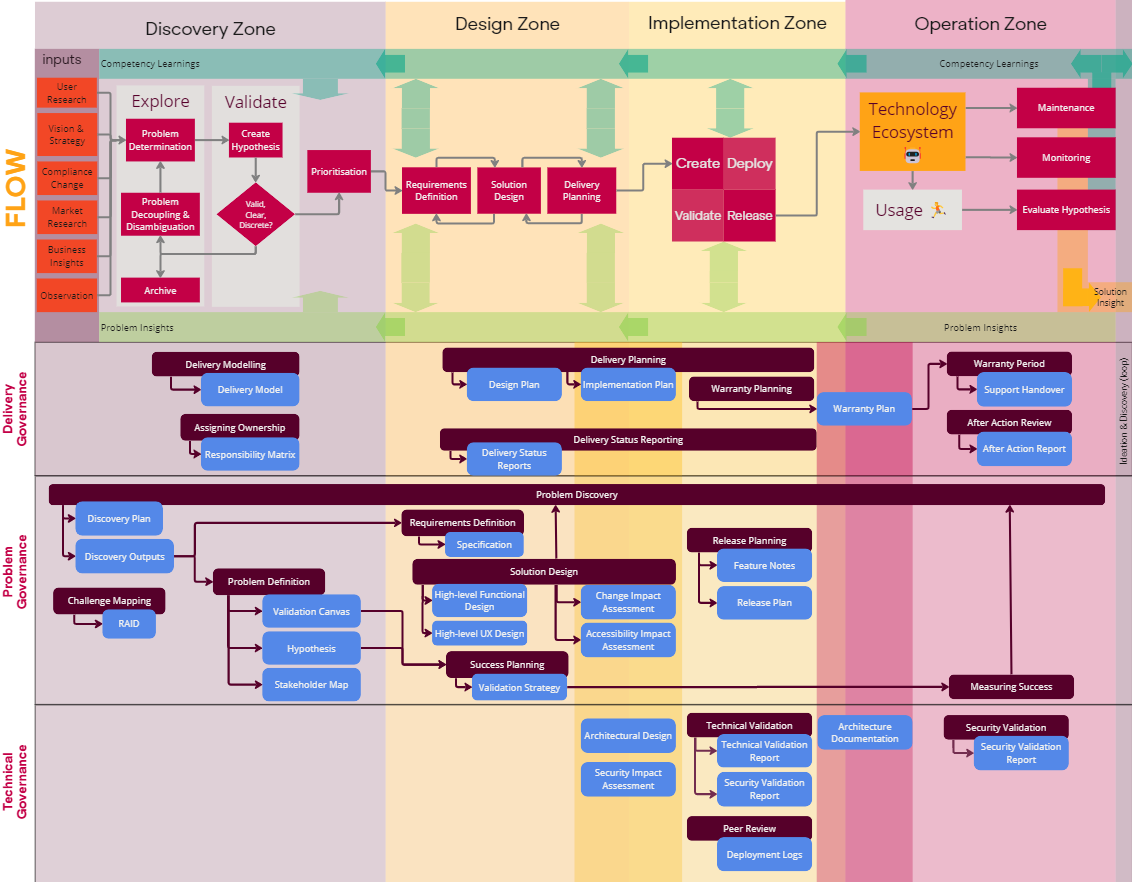 Discovery Zone
Design Zone
Implementation Zone
Operation Zone
inputs
Competency Learnings
Competency Learnings
FLOW
User
Research
Vision &
Strategy
Compliance
Change
Market
Research
Business
Insights
Observation
Explore
Problem
Determination
Problem
Decoupling &
Disambiguation
Archive
Validate
Create
Hypothesis
Valid,
Clear,
Discrete?
Prioritisation
Requirements
Definition
Solution
Design
Delivery
Planning
Create
Deploy
Validate
Release
Technology
Ecosystem
Usage
Maintenance
Monitoring
Evaluate Hypothesis
Solution
Insight
Problem Insights
Problem Insights
Ideation & Discovery (loop)
Delivery
Governance
Delivery Modelling
Delivery Model
Assigning Ownership
Responsibility Matrix
Delivery Planning
Design Plan
Implementation Plan
Warranty Planning
Warranty Plan
Delivery Status Reporting
Delivery Status
Reports
Warranty Period
Support Handover
After Action Review
After Action Report
Problem
Governance
Problem Discovery
Discovery Plan
Discovery Outputs
Challenge Mapping
RAID
Problem Definition
Validation Canvas
Hypothesis
Stakeholder Map
Requirements Definition
Specification
Solution Design
High-level Functional
Design
High-level UX Design
Change Impact
Assessment
Accessibility Impact
Assessment
Success Planning
Validation Strategy
Release Planning
Feature Notes
Release Plan
Measuring Success
Technical
Governance
Architectural Design
Security Impact
Assessment
Technical Validation
Technical Validation
Report
Security Validation
Report
Peer Review
Deployment Logs
Architecture
Documentation
Security Validation
Security Validation
Report